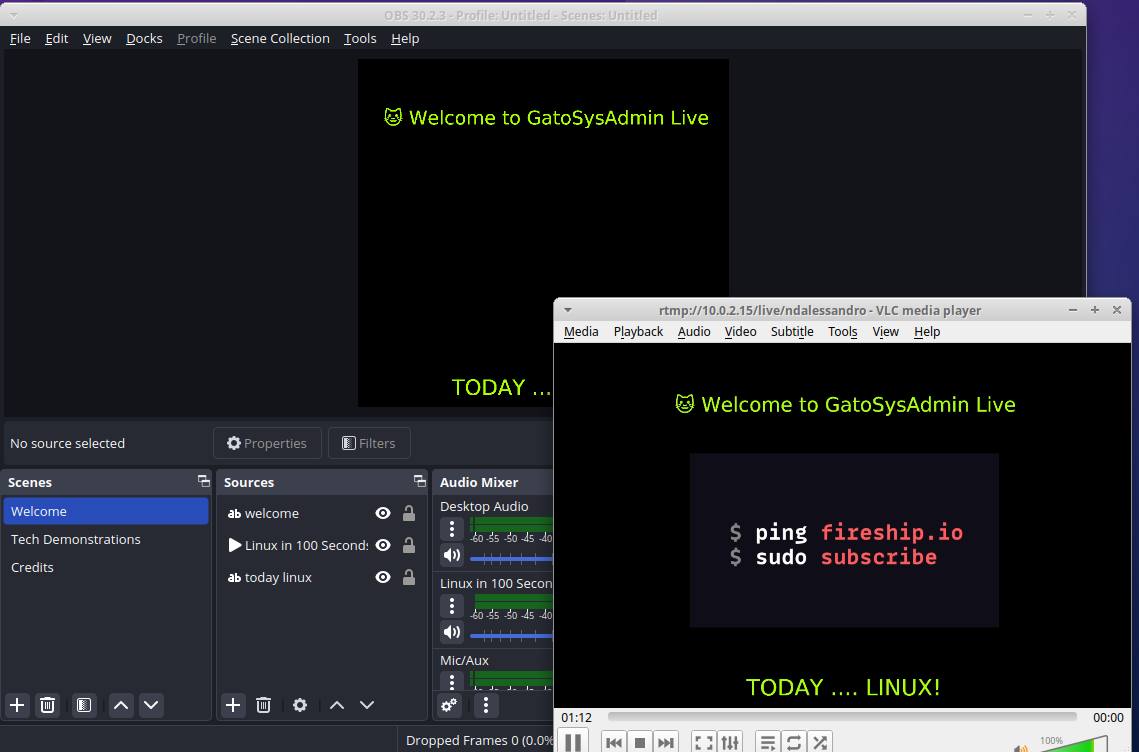 OBS 30.2.3 - Profile: Untitled - Scenes: Untitled
File Edit View Docks Profile Scene Collection Tools Help
🐱 Welcome to GatoSysAdmin Live
TODAY ...
No source selected
Properties
Filters
Scenes
Welcome
Tech Demonstrations
Credits
Sources
ab welcome
Linux in 100 Seconds
ab today linux
Audio Mixer
Desktop Audio
-60 -55 -50 -45 -40
Linux in 100 Secon
-60 -55 -50 -45 -40
Mic/Aux
Dropped Frames 0 (0.0%
rtmp://10.0.2.15/live/ndalessandro - VLC media player
Media Playback Audio Video Subtitle Tools View Help
🐱 Welcome to GatoSysAdmin Live
$ ping fireship.io
$ sudo subscribe
TODAY .... LINUX!
01:12
00:00
100%